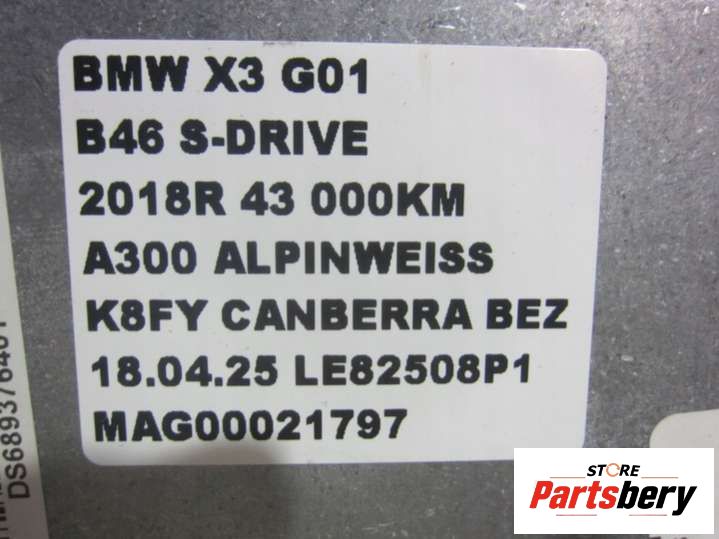 BMW X3 G01
B46 S-DRIVE
2018R 43 000KM
A300 ALPINWEISS
K8FY CANBERRA BEZ
18.04.25 LE82508P1
MAG00021797
DS689376401
STORE
Partsbery